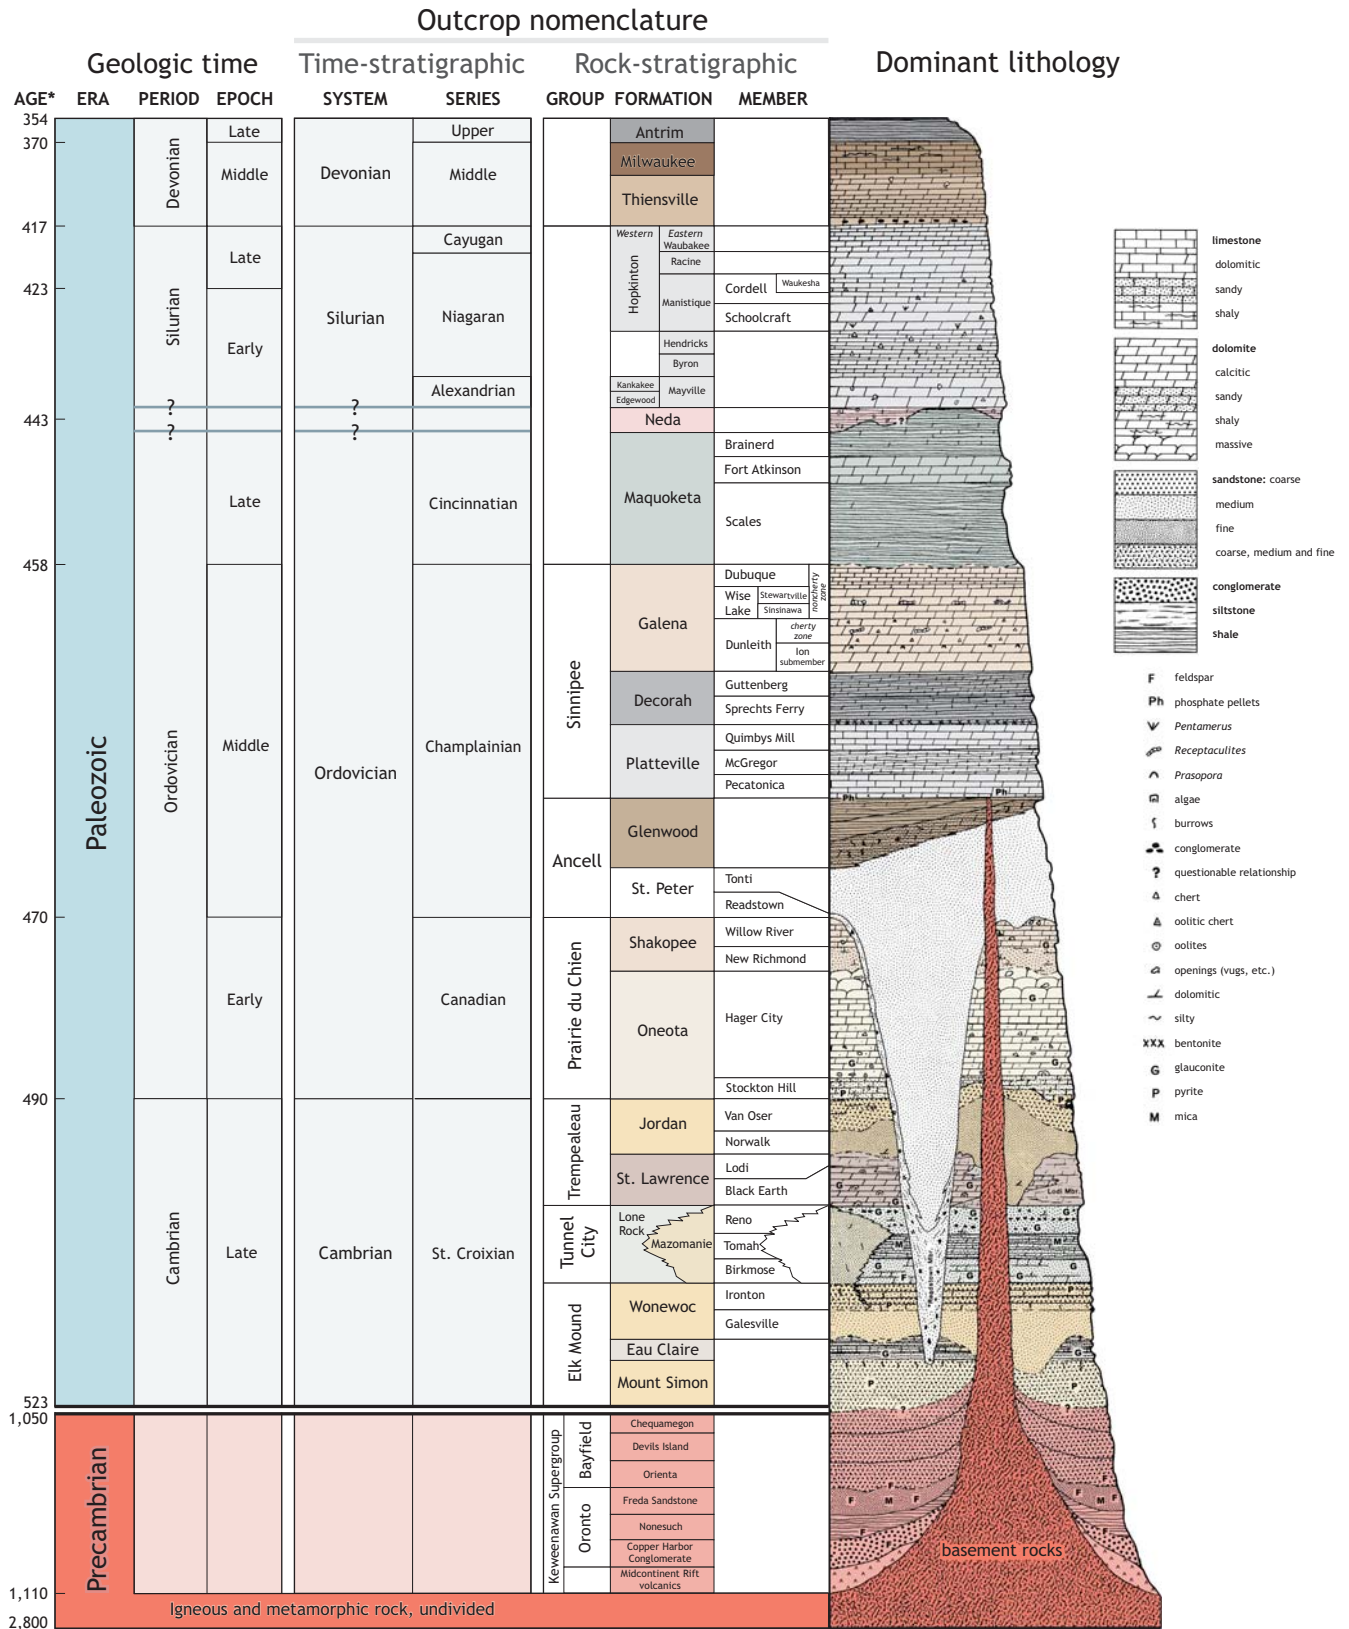 Outcrop nomenclature
Geologic time
Time-stratigraphic
Rock-stratigraphic
Dominant lithology
AGE*
ERA
PERIOD
EPOCH
SYSTEM
SERIES
GROUP
FORMATION
MEMBER
354
370
417
423
443
458
470
490
523
1,050
1,110
2,800
Paleozoic
Precambrian
Devonian
Silurian
?
?
Ordovician
Cambrian
Late
Middle
Late
Early
Late
Middle
Early
Late
Devonian
Silurian
?
?
Ordovician
Cambrian
Upper
Middle
Cayugan
Niagaran
Alexandrian
Cincinnatian
Champlainian
Canadian
St. Croixian
Sinnipee
Ancell
Prairie du Chien
Trempealeau
Tunnel
City
Elk Mound
Keweenawan Supergroup
Bayfield
Oronto
Antrim
Milwaukee
Thiensville
Western
Hopkinton
Eastern
Waubakee
Racine
Manistique
Hendricks
Byron
Kankakee
Edgewood
Mayville
Neda
Maquoketa
Galena
Decorah
Platteville
Glenwood
St. Peter
Shakopee
Oneota
Jordan
St. Lawrence
Lone
Rock
Mazomanie
Wonewoc
Eau Claire
Mount Simon
Chequamegon
Devils Island
Orienta
Freda Sandstone
Nonesuch
Copper Harbor
Conglomerate
Midcontinent Rift
volcanics
Cordell
Waukesha
Schoolcraft
Brainerd
Fort Atkinson
Scales
Dubuque
Wise
Lake
Stewartville
Sinsinawa
noncherty
zone
Dunleith
cherty
zone
Ion
submember
Guttenberg
Sprechts Ferry
Quimbys Mill
McGregor
Pecatonica
Tonti
Readstown
Willow River
New Richmond
Hager City
Stockton Hill
Van Oser
Norwalk
Lodi
Black Earth
Reno
Tomah
Birkmose
Ironton
Galesville
Igneous and metamorphic rock, undivided
??
Ph
Ph
G
G
G
G
P
P
G
G
G
Lodi Mbr.
G
G
G
G
M
M
G
G
F
G
G
P
P
G
G
P
P
?
?
F
F
F
M
F
F
M
F
F
F
basement rocks
limestone
dolomitic
sandy
shaly
dolomite
calcitic
sandy
shaly
massive
sandstone: coarse
medium
fine
coarse, medium and fine
conglomerate
siltstone
shale
F feldspar
Ph phosphate pellets
Pentamerus
Receptaculites
Prasopora
algae
burrows
conglomerate
? questionable relationship
chert
oolitic chert
oolites
openings (vugs, etc.)
dolomitic
silty
XXX bentonite
G glauconite
P pyrite
M mica